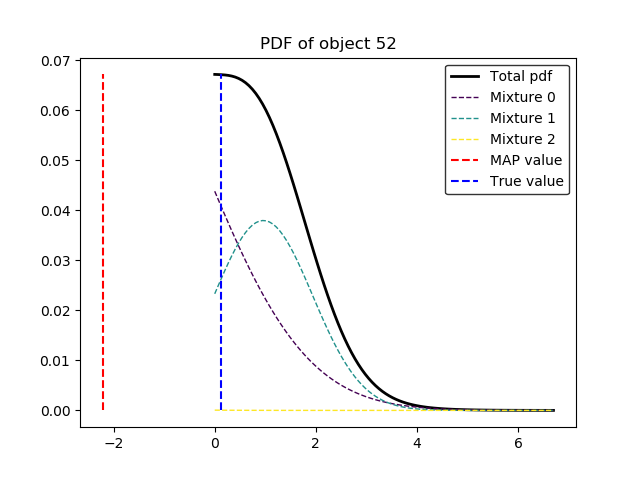 PDF of object 52
0.07
0.06
0.05
0.04
0.03
0.02
0.01
0.00
−2
0
2
4
6
Total pdf
Mixture 0
Mixture 1
Mixture 2
MAP value
True value